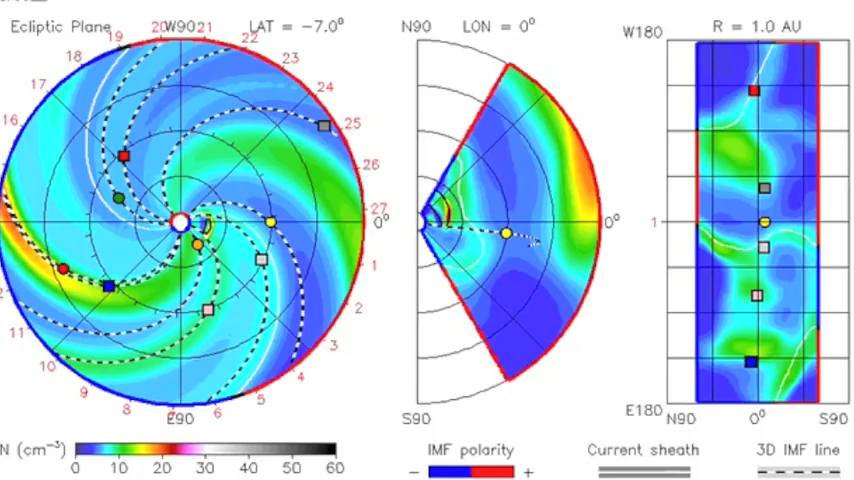 Ecliptic Plane W90 LAT = −7.0°
N90 LON = 0°
W180 R = 1.0 AU
19 20 21 22
18 23
17 24
16 25
26
27 0°
0°
1
1
2
2
11 3
10 4
9 8 7 6 5
E90
S90
E180 N90 0° S90
N (cm⁻³)
0 10 20 30 40 50 60
IMF polarity
− +
Current sheath
3D IMF line